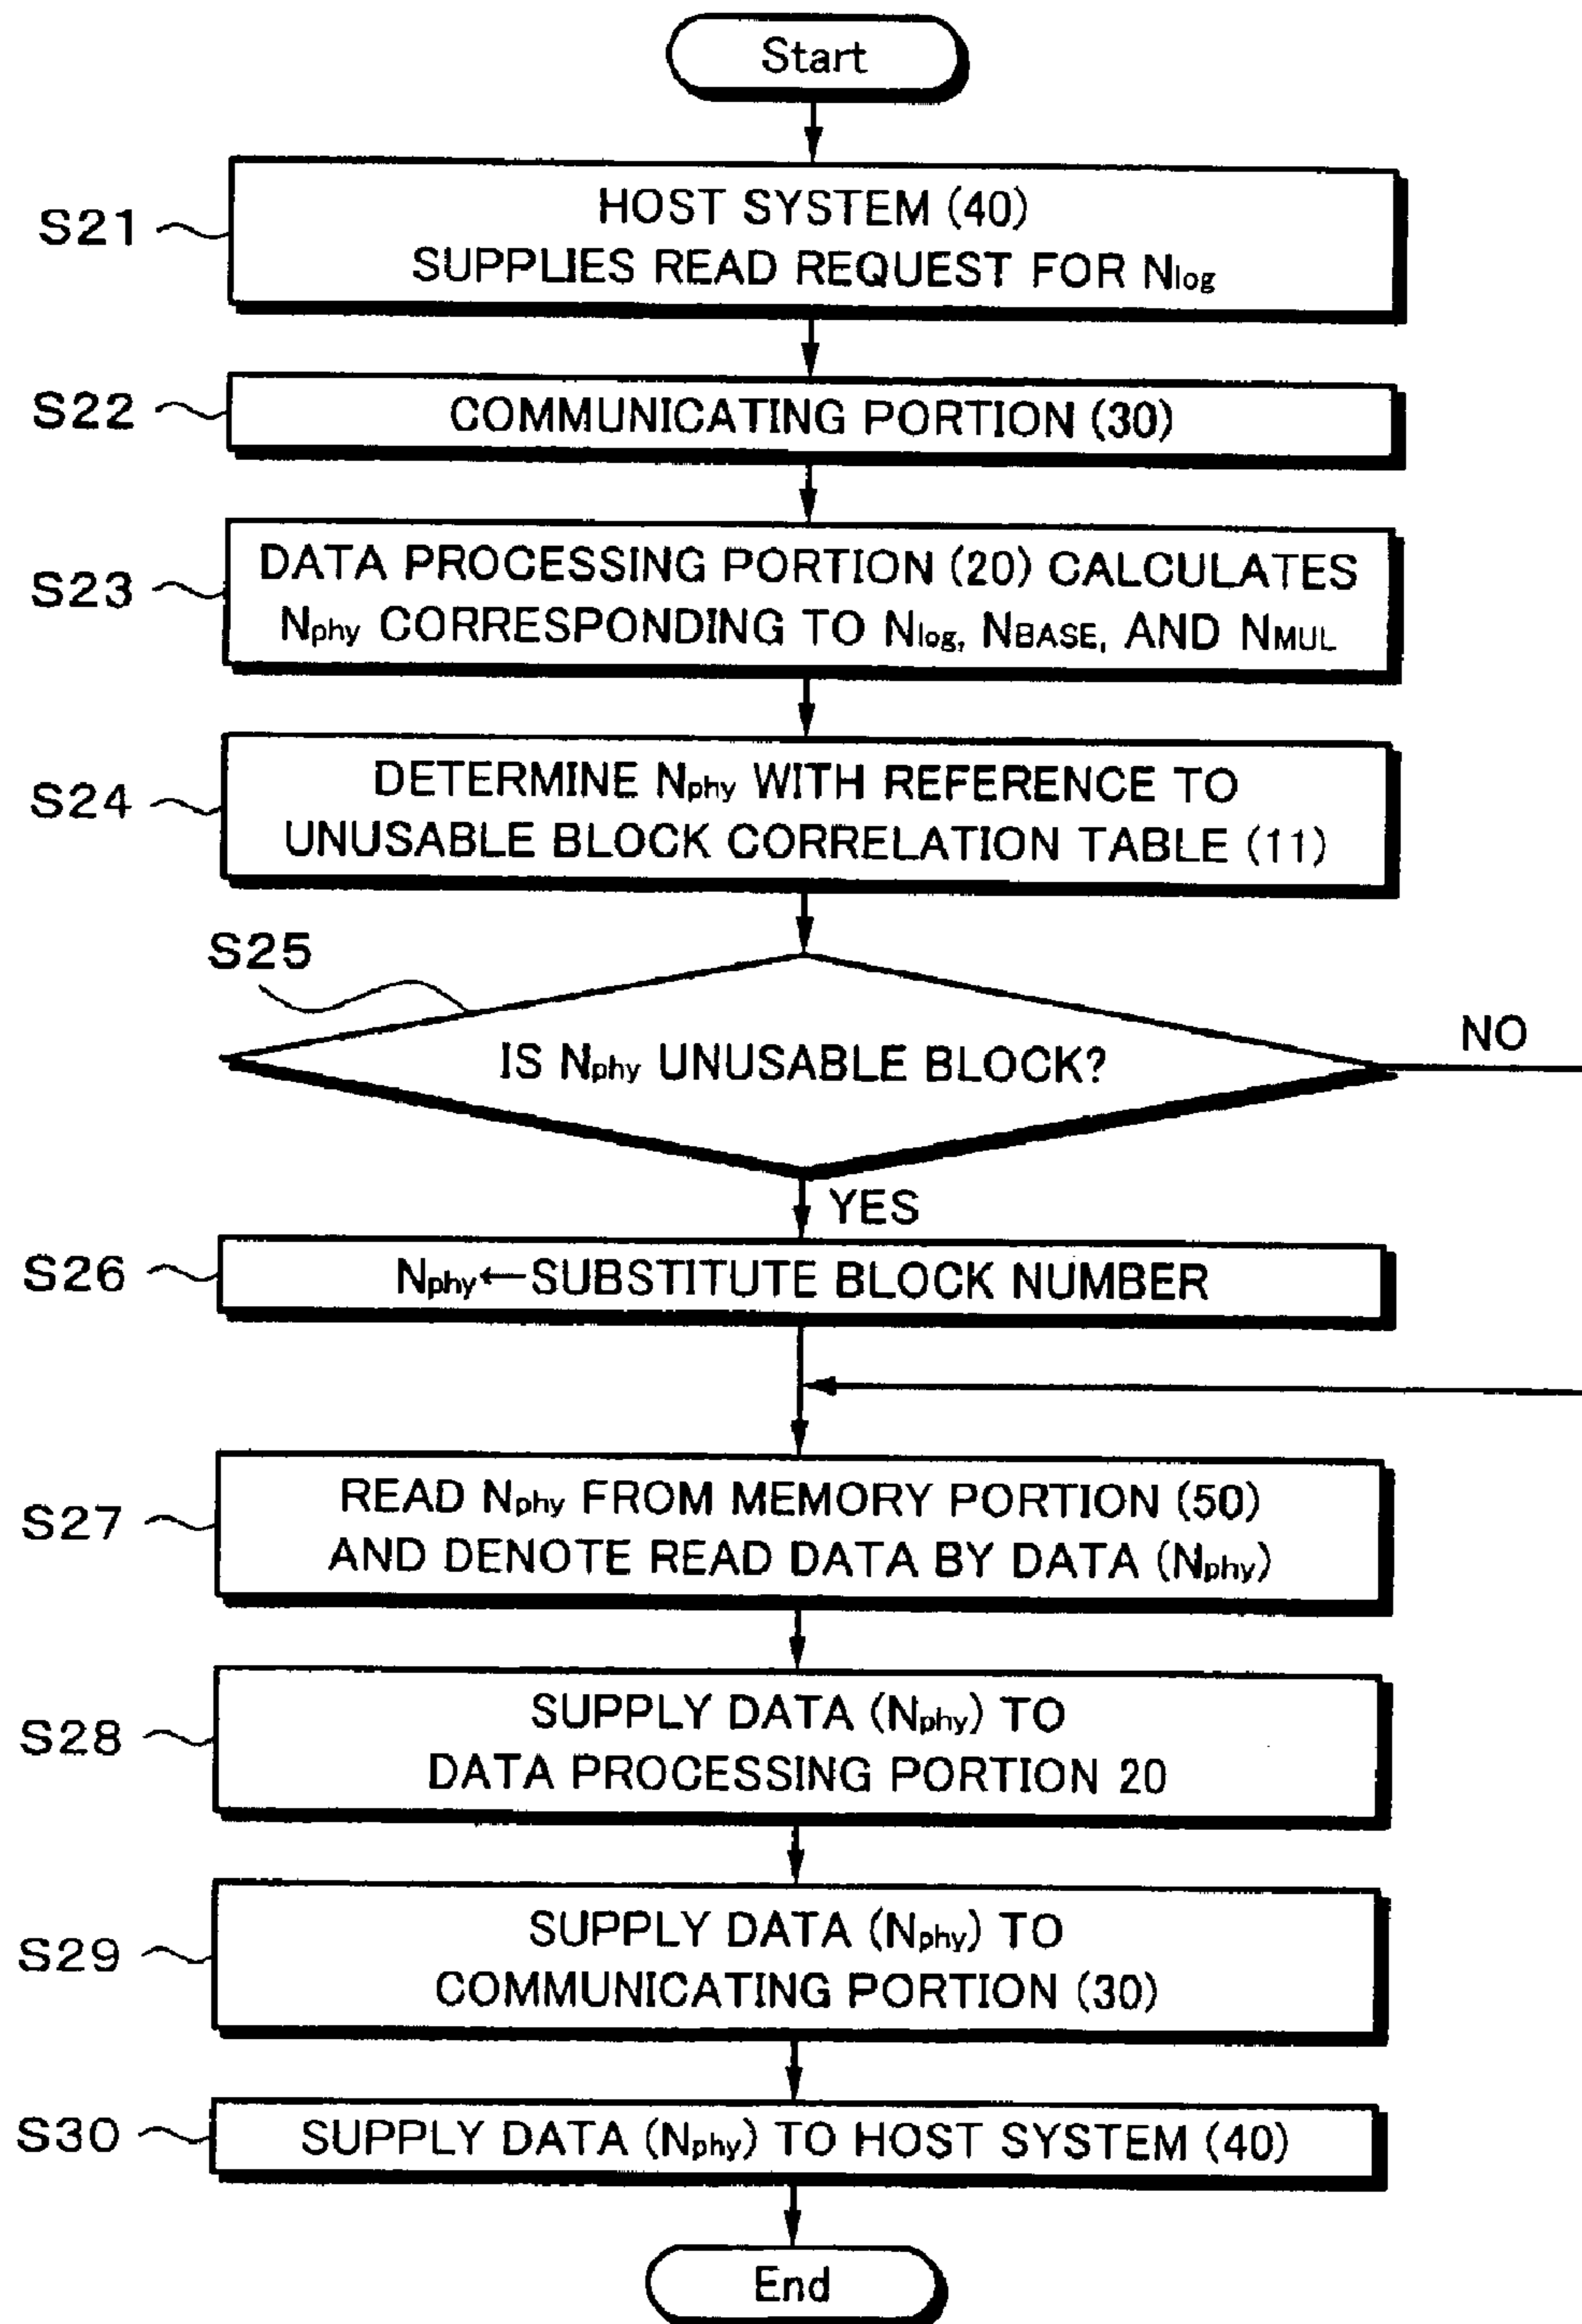 Start
S21
HOST SYSTEM (40)
SUPPLIES READ REQUEST FOR Nlog
S22
COMMUNICATING PORTION (30)
S23
DATA PROCESSING PORTION (20) CALCULATES
Nphy CORRESPONDING TO Nlog, NBASE, AND NMUL
S24
DETERMINE Nphy WITH REFERENCE TO
UNUSABLE BLOCK CORRELATION TABLE (11)
S25
IS Nphy UNUSABLE BLOCK?
NO
YES
S26
Nphy←SUBSTITUTE BLOCK NUMBER
S27
READ Nphy FROM MEMORY PORTION (50)
AND DENOTE READ DATA BY DATA (Nphy)
S28
SUPPLY DATA (Nphy) TO
DATA PROCESSING PORTION 20
S29
SUPPLY DATA (Nphy) TO
COMMUNICATING PORTION (30)
S30
SUPPLY DATA (Nphy) TO HOST SYSTEM (40)
End